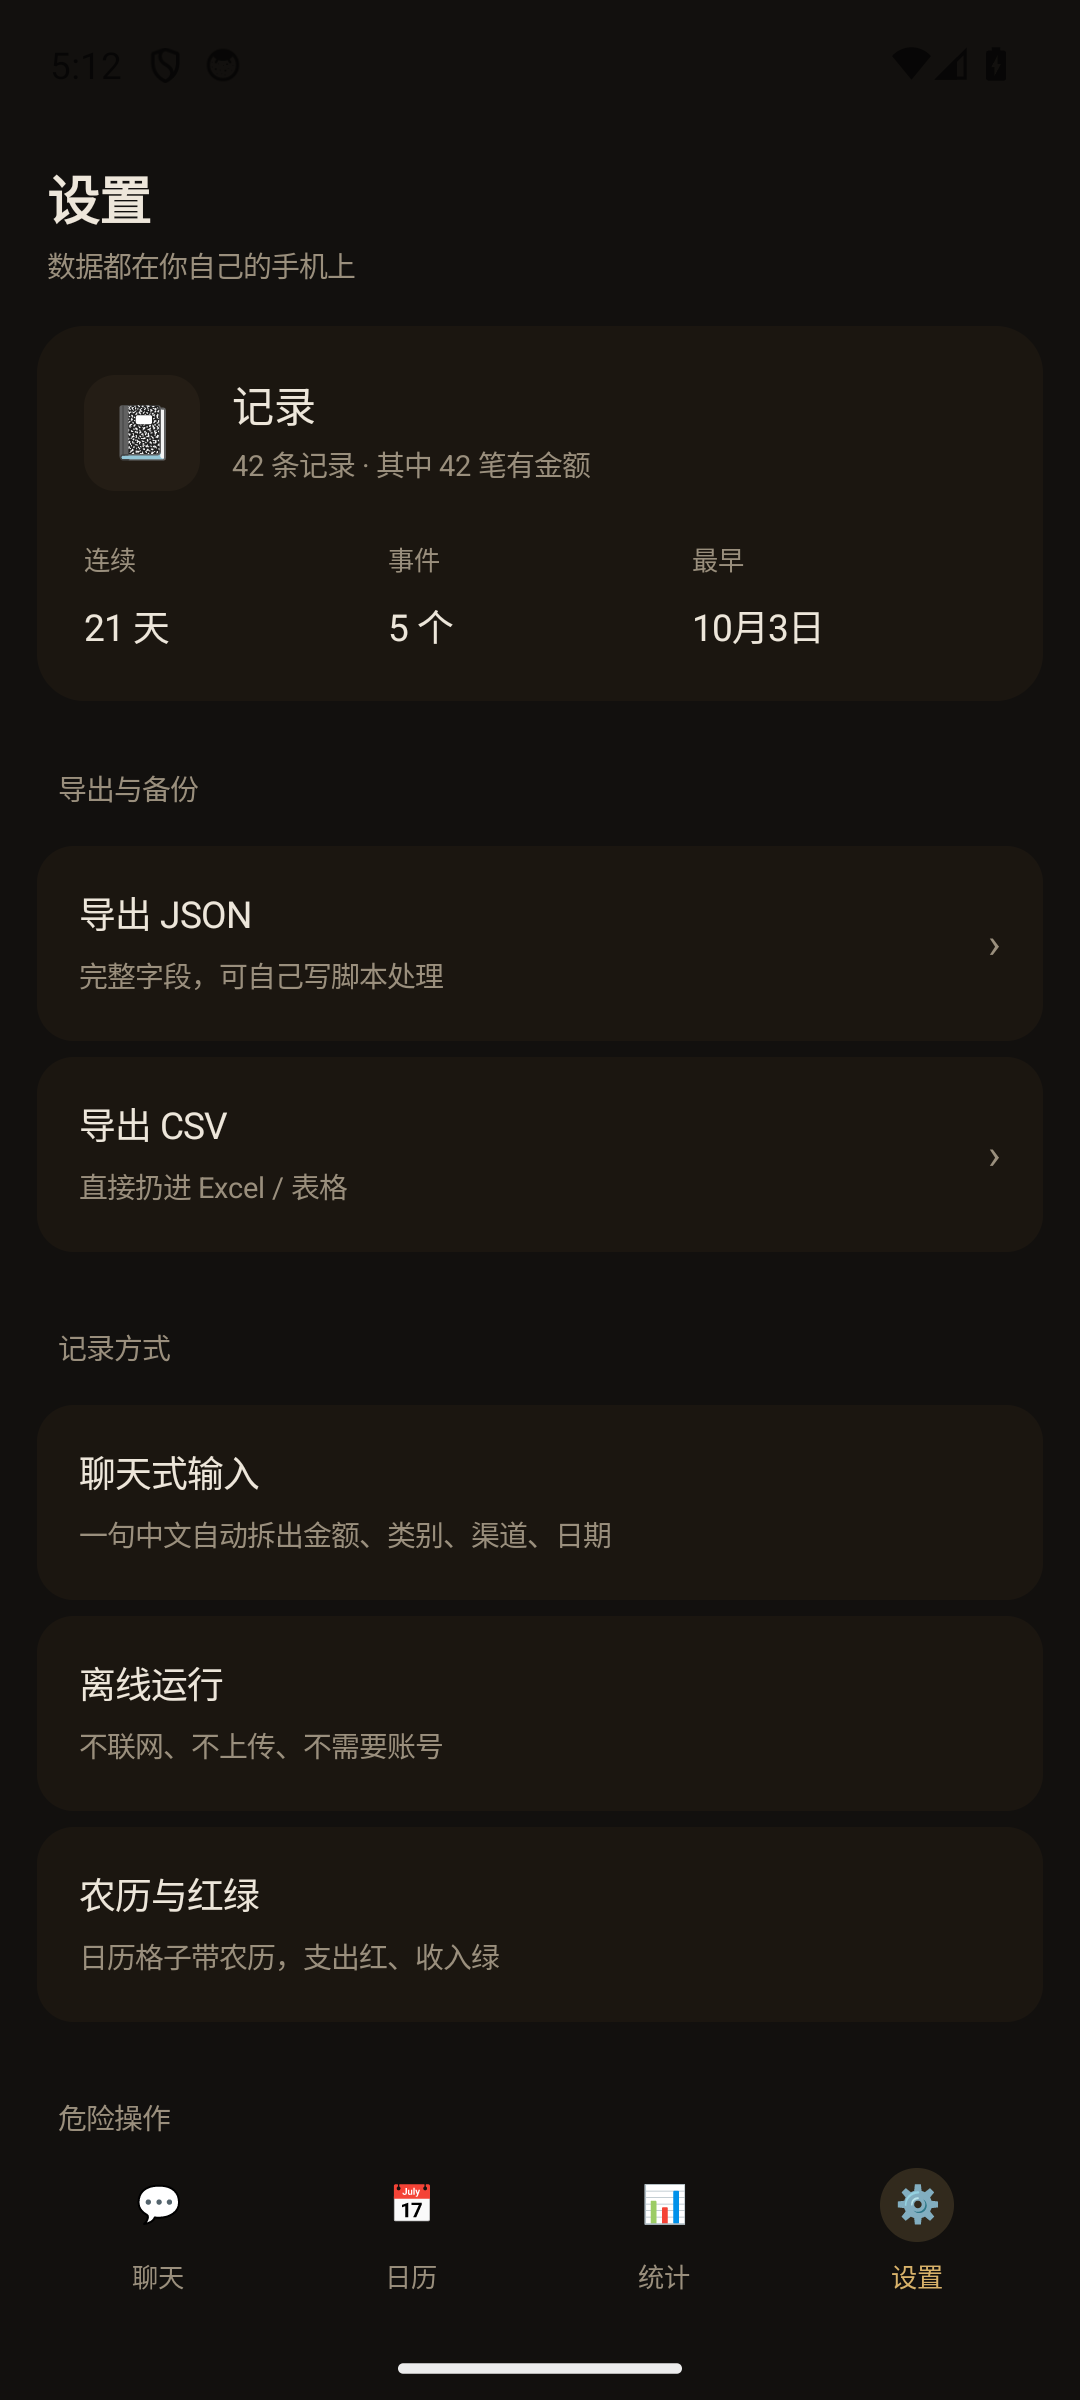 5:12
设置
数据都在你自己的手机上
记录
42 条记录 · 其中 42 笔有金额
连续
事件
最早
21 天
5 个
10月3日
导出与备份
导出 JSON
完整字段，可自己写脚本处理
›
导出 CSV
直接扔进 Excel / 表格
›
记录方式
聊天式输入
一句中文自动拆出金额、类别、渠道、日期
离线运行
不联网、不上传、不需要账号
农历与红绿
日历格子带农历，支出红、收入绿
危险操作
July
17
聊天
日历
统计
设置